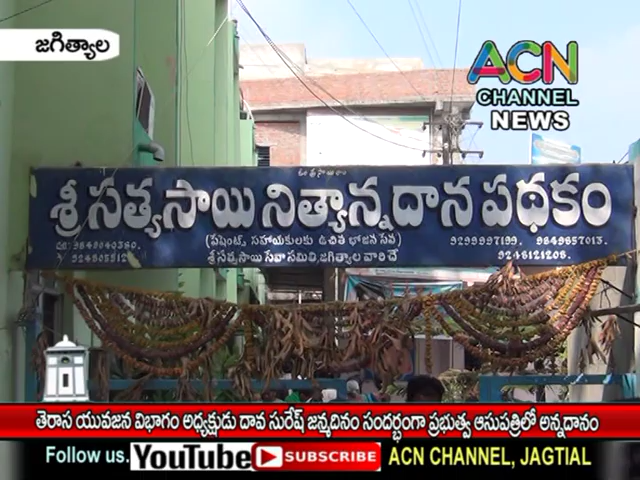 జగిత్యాల
ACN
CHANNEL
NEWS
ఓం శ్రీ సాయి రాం
శ్రీ సత్యసాయి నిత్యాన్నదాన పథకం
(పేషెంట్స్ సహాయకులకు ఉచిత భోజన సేవ)
9299997199. 9849657013.
శ్రీ సత్యసాయి సేవా సమితి,జగిత్యాల వారిచే
9246121206.
తెరాస యువజన విభాగం అధ్యక్షుడు దావ సురేష్ జన్మదినం సందర్భంగా ప్రభుత్వ ఆసుపత్రిలో అన్నదానం
Follow us. YouTube SUBSCRIBE ACN CHANNEL, JAGTIAL